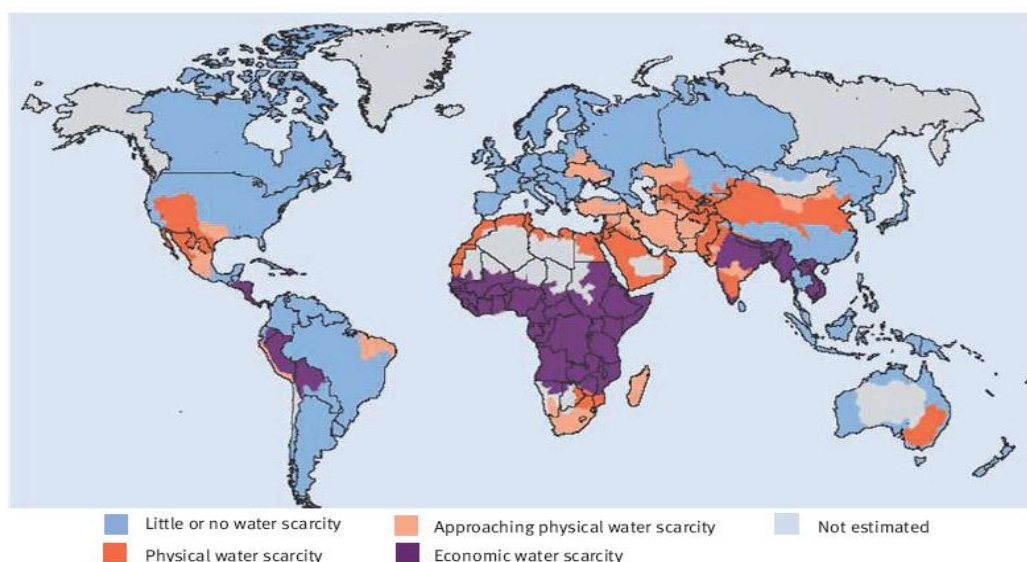 Little or no water scarcity
Approaching physical water scarcity
Not estimated
Physical water scarcity
Economic water scarcity